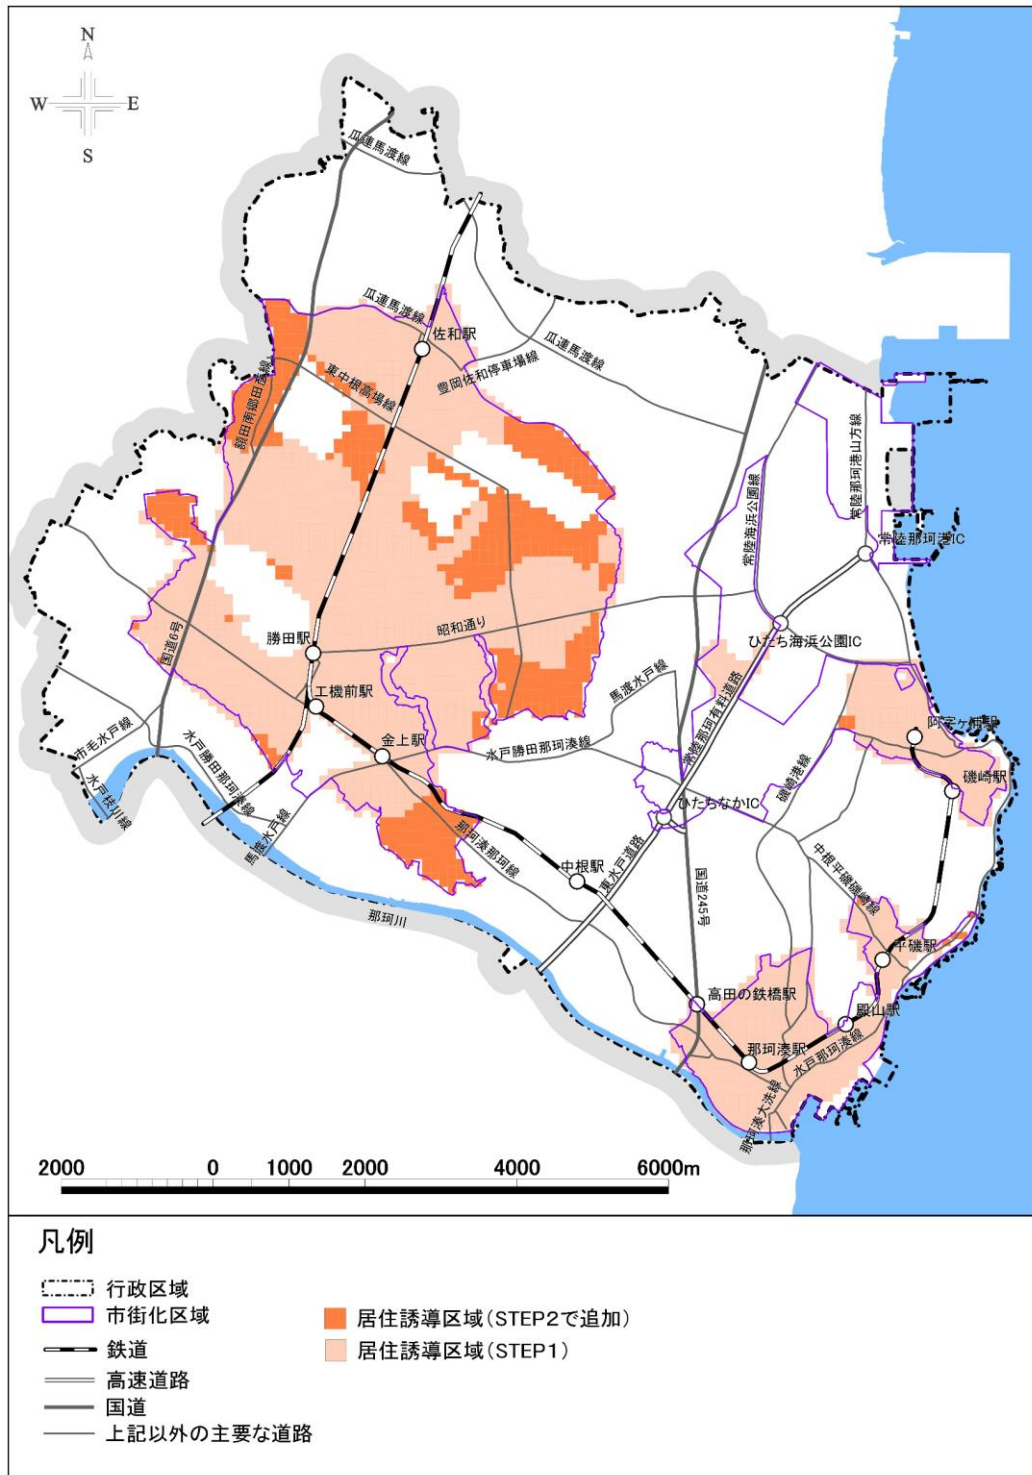 N
W E
S
瓜連馬渡線
瓜連馬渡線
佐和駅
瓜連馬渡線
豊岡佐和停車場線
東中根高場線
額田南郷田渡線
常陸那珂港山方線
常陸海浜公園線
常陸那珂港IC
国道6号
勝田駅
昭和通り
ひたち海浜公園IC
工機前駅
馬渡水戸線
常陸那珂有料道路
阿字ヶ浦駅
市毛水戸線
水戸勝田那珂湊線
金上駅
水戸勝田那珂湊線
磯崎港線
磯崎駅
水戸枝川線
馬渡水戸線
那珂湊那珂線
ひたちなかIC
中根駅
東水戸道路
国道245号
中根平磯磯崎線
那珂川
平磯駅
高田の鉄橋駅
殿山駅
那珂湊駅
水戸那珂湊線
那珂湊大洗線
2000 0 1000 2000 4000 6000m
凡例
行政区域
市街化区域
鉄道
高速道路
国道
上記以外の主要な道路
居住誘導区域(STEP2で追加)
居住誘導区域(STEP1)